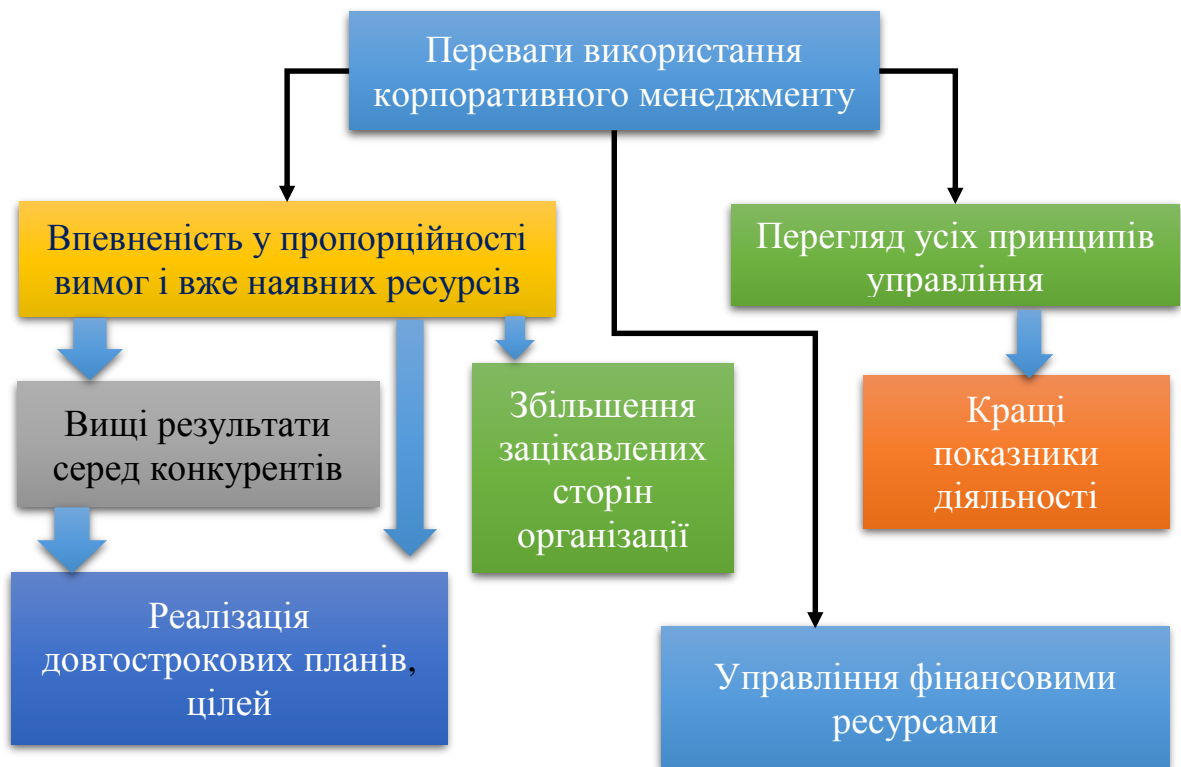 Переваги використання
корпоративного менеджменту
Впевненість у пропорційності
вимог і вже наявних ресурсів
Перегляд усіх принципів
управління
Вищі результати
серед конкурентів
Збільшення
зацікавлених
сторін
організації
Кращі
показники
діяльності
Реалізація
довгострокових планів,
цілей
Управління фінансовими
ресурсами